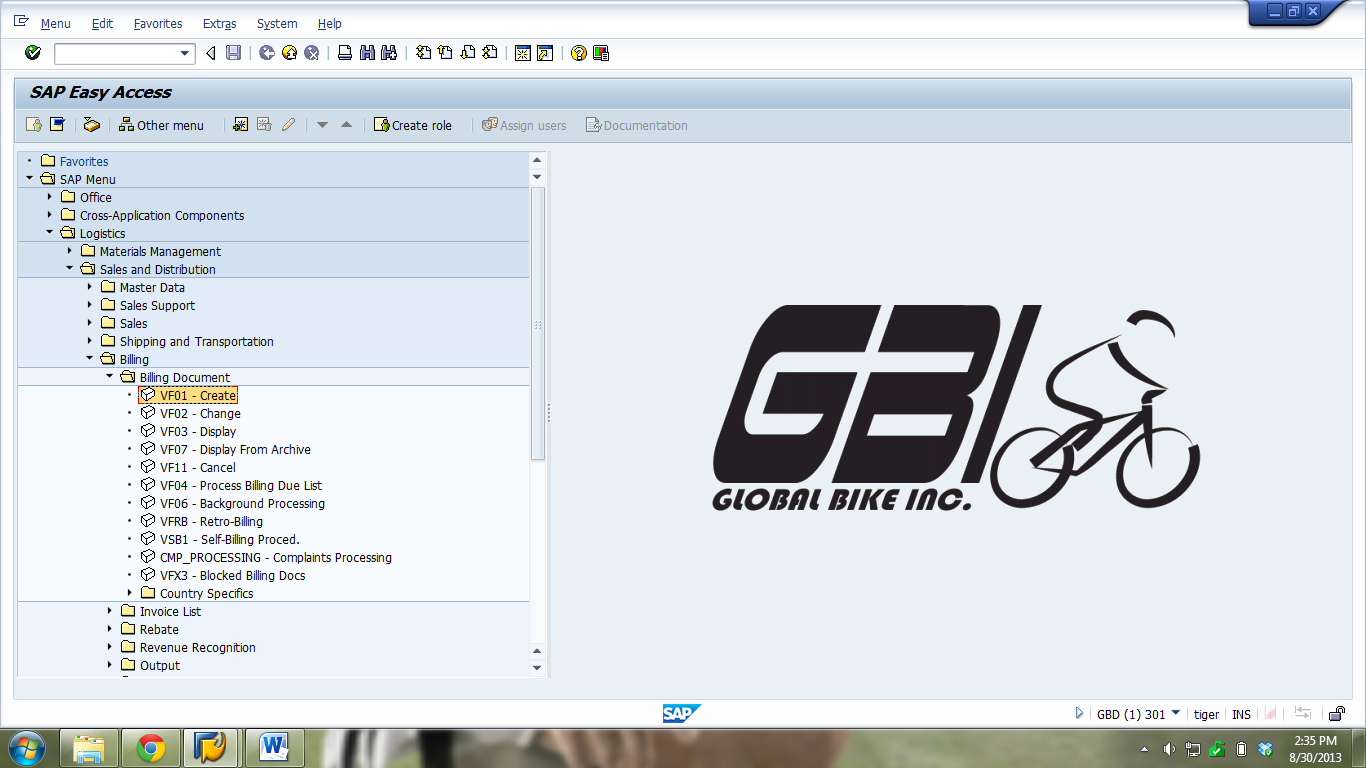 Menu Edit Favorites Extras System Help
SAP Easy Access
Other menu Create role Assign users Documentation
Favorites
SAP Menu
Office
Cross-Application Components
Logistics
Materials Management
Sales and Distribution
Master Data
Sales Support
Sales
Shipping and Transportation
Billing
Billing Document
VF01 - Create
VF02 - Change
VF03 - Display
VF07 - Display From Archive
VF11 - Cancel
VF04 - Process Billing Due List
VF06 - Background Processing
VFRB - Retro-Billing
VSB1 - Self-Billing Proced.
CMP_PROCESSING - Complaints Processing
VFX3 - Blocked Billing Docs
Country Specifics
Invoice List
Rebate
Revenue Recognition
Output
GBI
GLOBAL BIKE INC.
SAP
GBD (1) 301 tiger INS
W
2:35 PM
8/30/2013